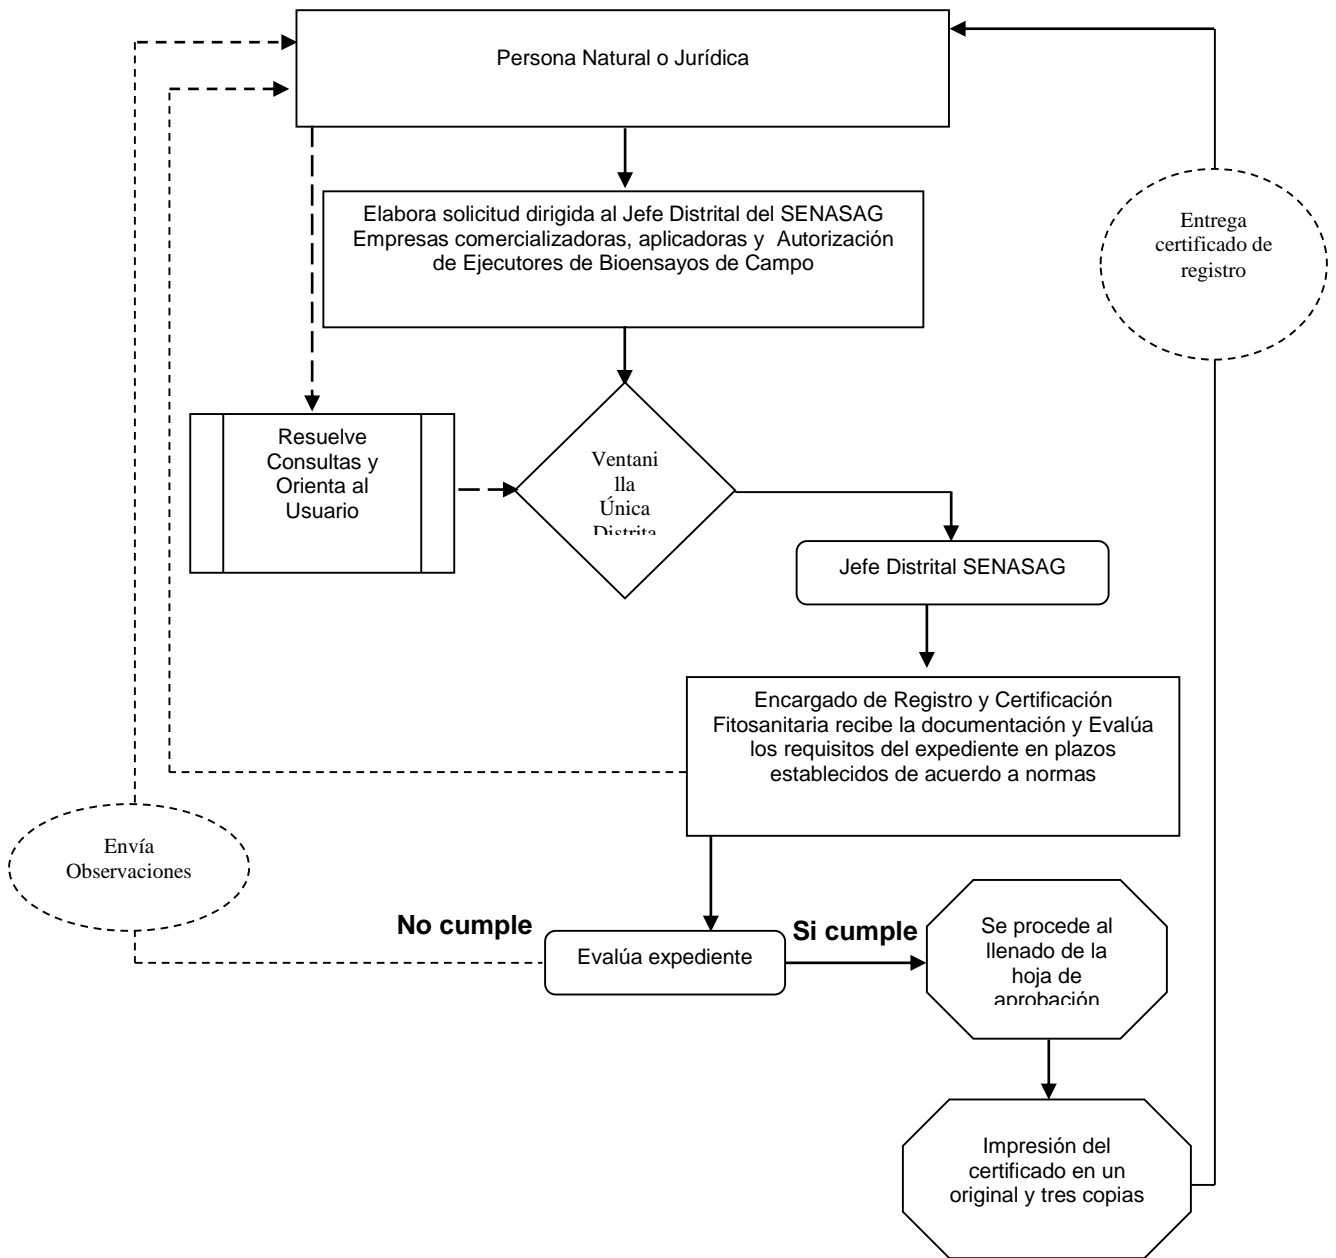 Persona Natural o Jurídica
Elabora solicitud dirigida al Jefe Distrital del SENASAG
Empresas comercializadoras, aplicadoras y Autorización
de Ejecutores de Bioensayos de Campo
Entrega
certificado de
registro
Resuelve
Consultas y
Orienta al
Usuario
Ventani
lla
Única
Distrita
Jefe Distrital SENASAG
Encargado de Registro y Certificación
Fitosanitaria recibe la documentación y Evalúa
los requisitos del expediente en plazos
establecidos de acuerdo a normas
Envía
Observaciones
No cumple
Evalúa expediente
Si cumple
Se procede al
llenado de la
hoja de
aprobación
Impresión del
certificado en un
original y tres copias